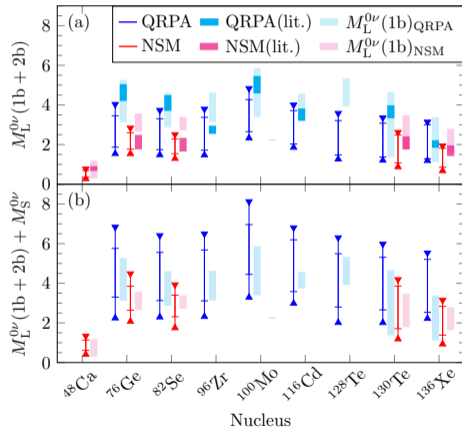 QRPA QRPA(lit.) M_L^{0ν}(1b)_{QRPA}
NSM NSM(lit.) M_L^{0ν}(1b)_{NSM}
(a)
8
6
4
2
0
M_L^{0ν}(1b + 2b)
(b)
8
6
4
2
0
M_L^{0ν}(1b + 2b) + M_S^{0ν}
⁴⁸Ca ⁷⁶Ge ⁸²Se ⁹⁶Zr ¹⁰⁰Mo ¹¹⁶Cd ¹²⁸Te ¹³⁰Te ¹³⁶Xe
Nucleus